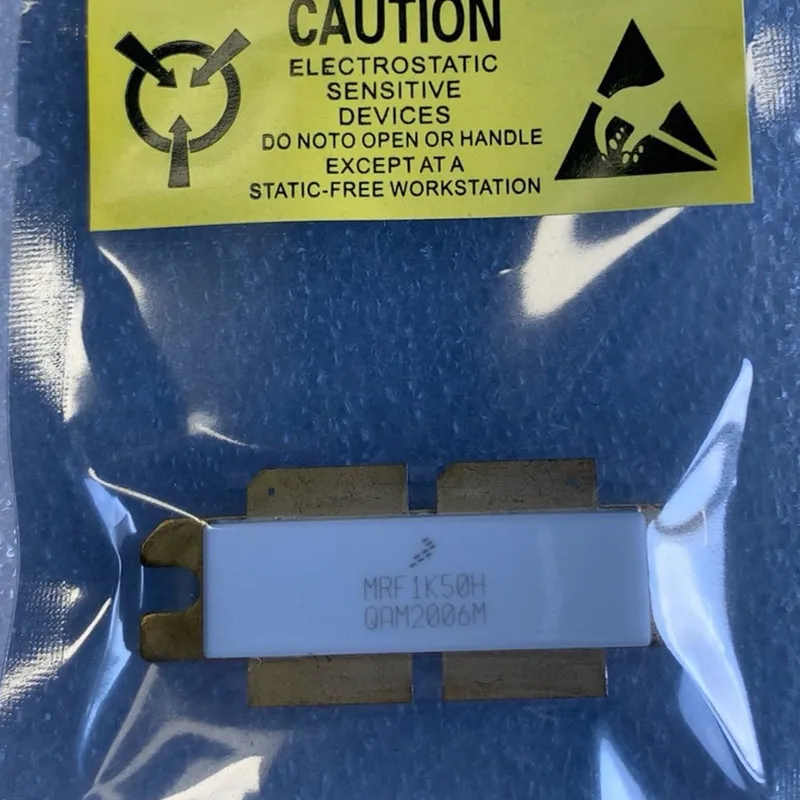 CAUTION
ELECTROSTATIC
SENSITIVE
DEVICES
DO NOTO OPEN OR HANDLE
EXCEPT AT A
STATIC-FREE WORKSTATION
MRF1K50H
QAM2006M